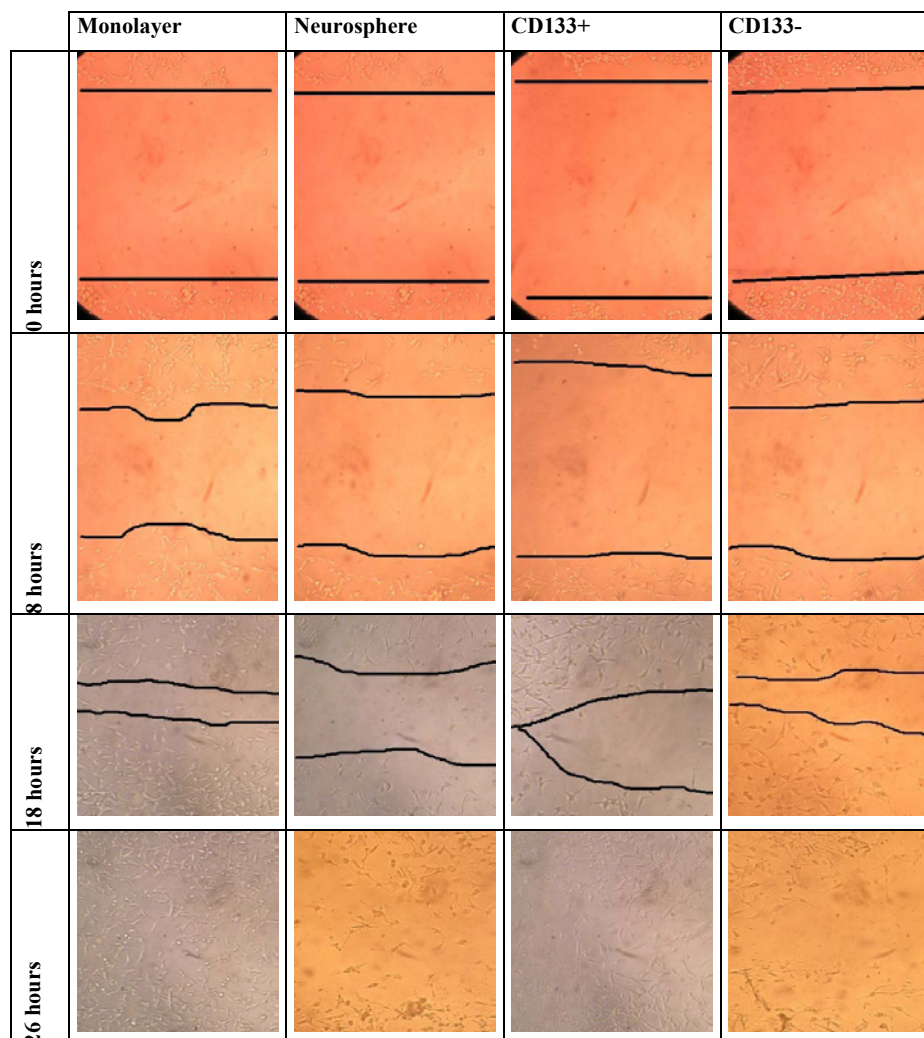 Monolayer
Neurosphere
CD133+
CD133-
0 hours
8 hours
18 hours
26 hours